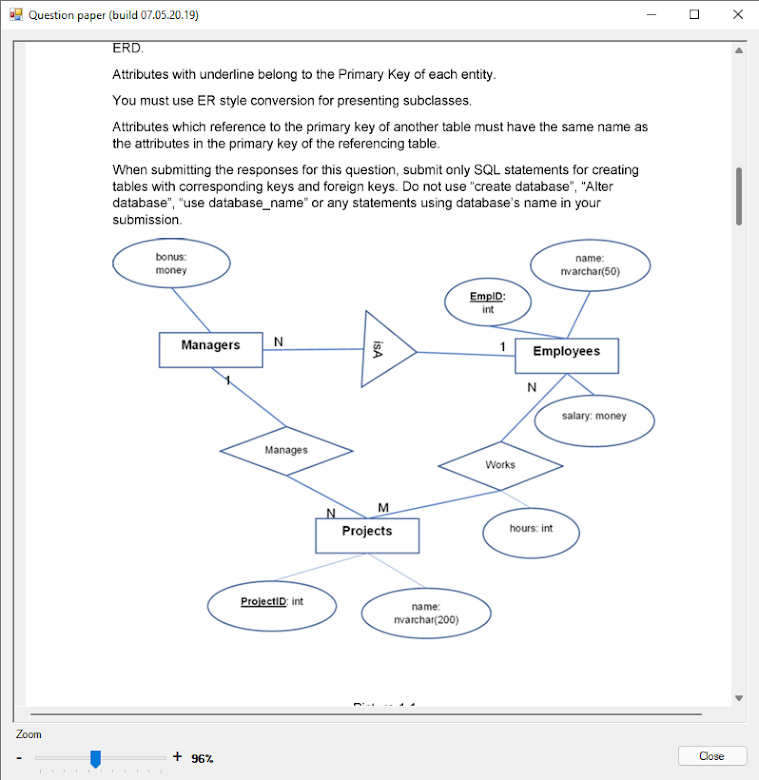 Question paper (build 07.05.20.19)
ERD.
Attributes with underline belong to the Primary Key of each entity.
You must use ER style conversion for presenting subclasses.
Attributes which reference to the primary key of another table must have the same name as
the attributes in the primary key of the referencing table.
When submitting the responses for this question, submit only SQL statements for creating
tables with corresponding keys and foreign keys. Do not use “create database”, “Alter
database”, “use database_name” or any statements using database’s name in your
submission.
bonus:
money
name:
nvarchar(50)
EmpID:
int
Managers
N
isA
1
Employees
1
N
salary: money
Manages
Works
N
M
Projects
hours: int
ProjectID: int
name:
nvarchar(200)
Zoom
-
+
96%
Close